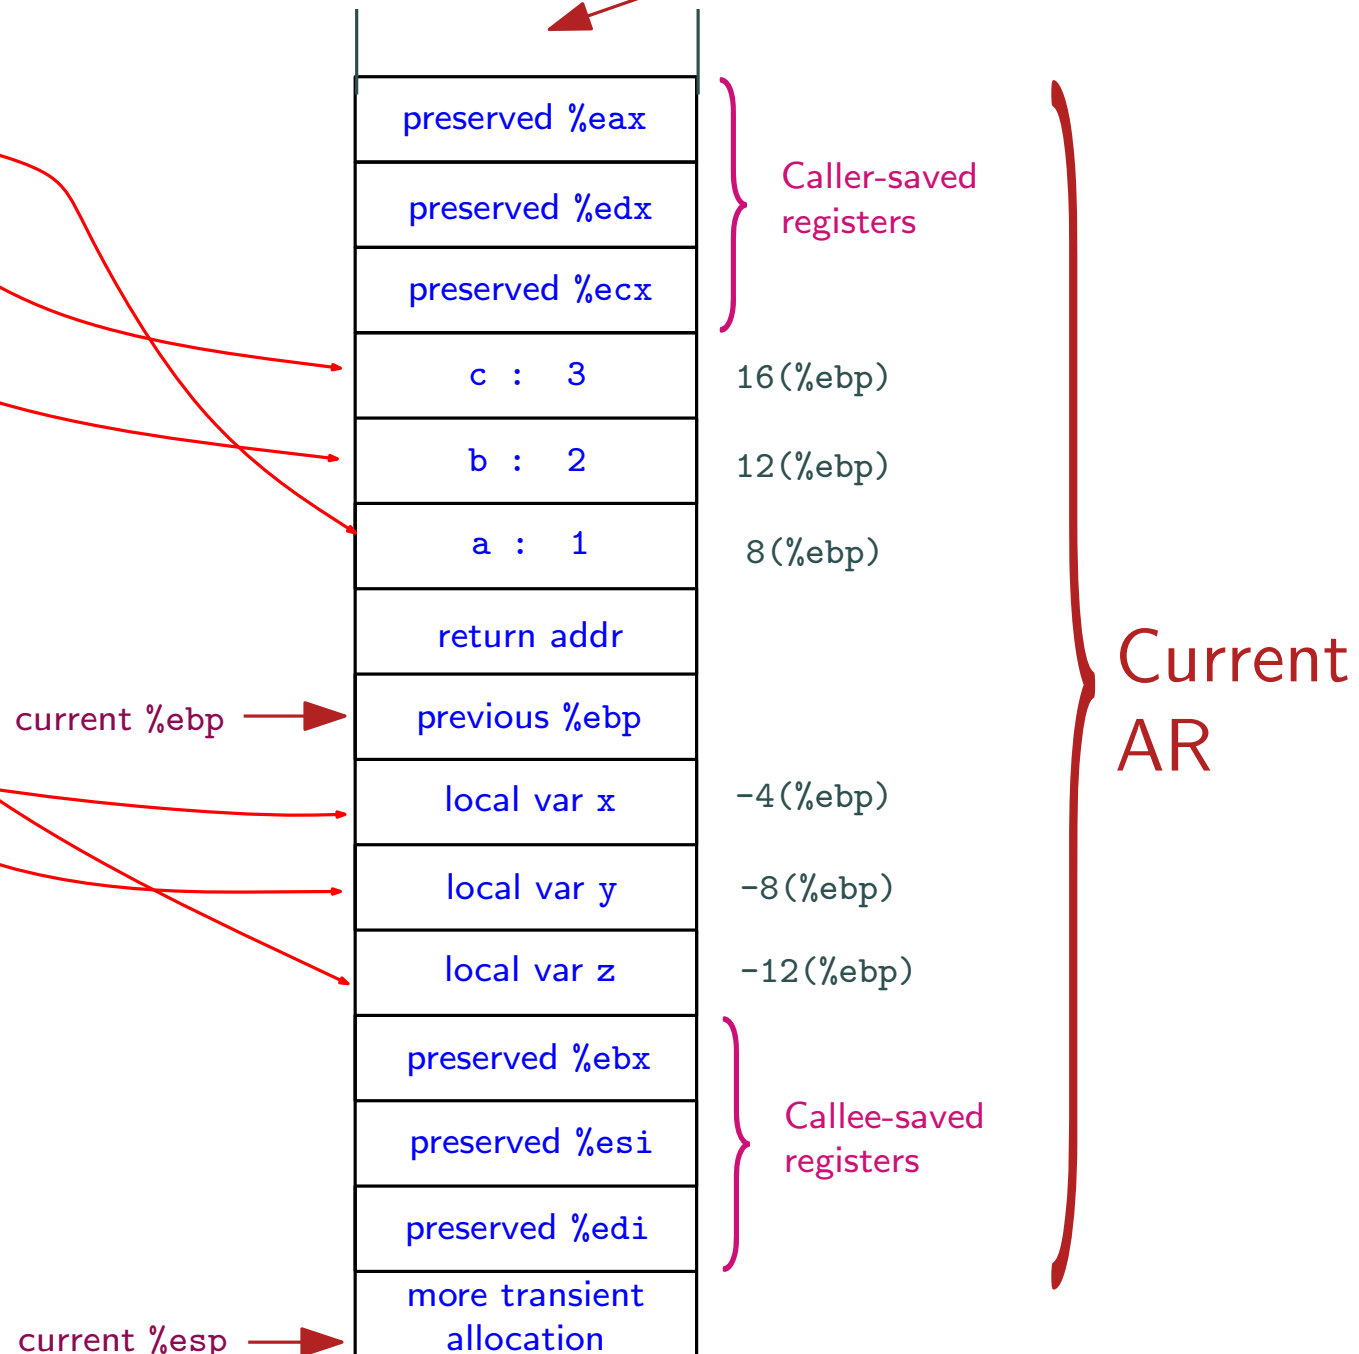 preserved %eax
Caller-saved
registers
preserved %edx
preserved %ecx
c :  3
16(%ebp)
b :  2
12(%ebp)
a :  1
8(%ebp)
return addr
Current
AR
current %ebp
previous %ebp
local var x
-4(%ebp)
local var y
-8(%ebp)
local var z
-12(%ebp)
preserved %ebx
Callee-saved
registers
preserved %esi
preserved %edi
more transient
allocation
current %esp